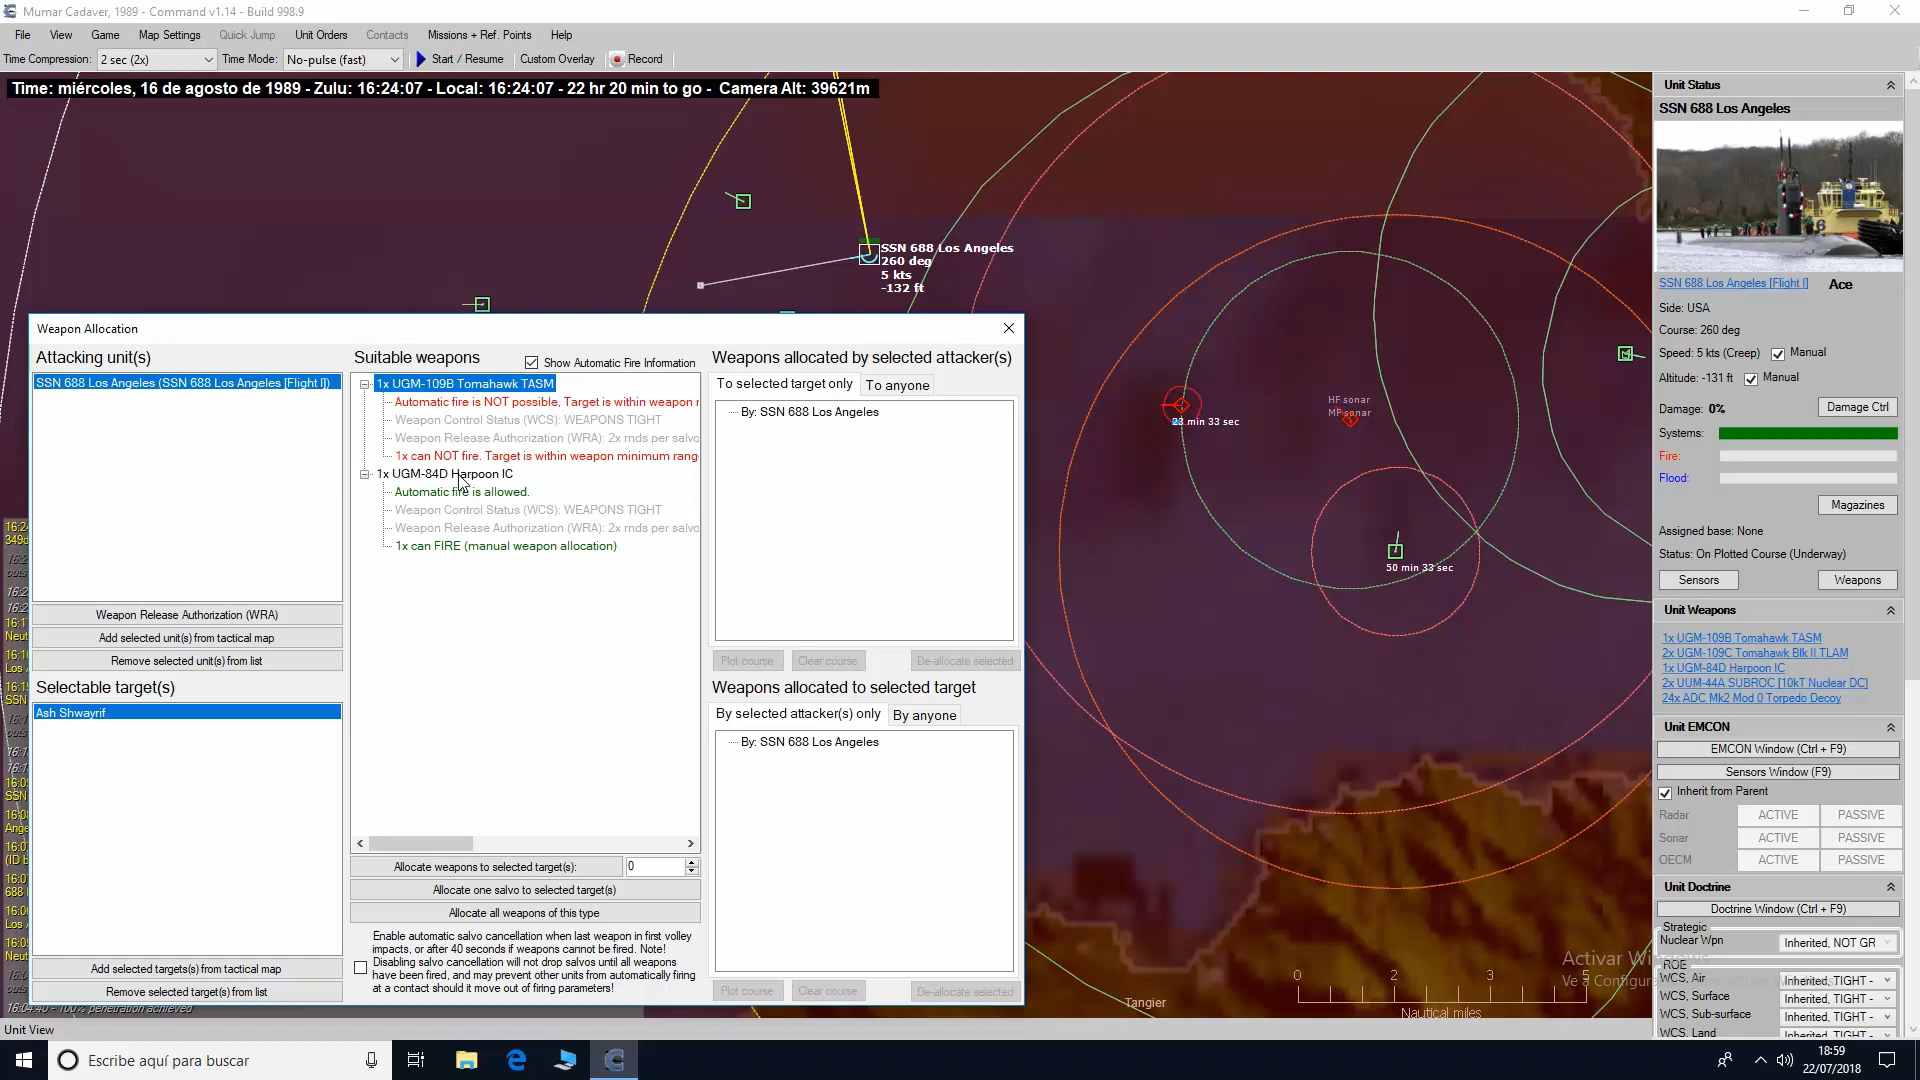 Mumar Cadaver, 1989 - Command v1.14 - Build 998.9
File View Game Map Settings Quick Jump Unit Orders Contacts Missions + Ref. Points Help
Time Compression: 2 sec (2x) Time Mode: No-pulse (fast) Start / Resume Custom Overlay Record
Time: miércoles, 16 de agosto de 1989 - Zulu: 16:24:07 - Local: 16:24:07 - 22 hr 20 min to go - Camera Alt: 39621m
SSN 688 Los Angeles
260 deg
5 kts
-132 ft
HF sonar
MF sonar
23 min 33 sec
50 min 33 sec
Tangier
0 2 3 5
Nautical miles
Weapon Allocation
Attacking unit(s)
SSN 688 Los Angeles (SSN 688 Los Angeles [Flight I])
Weapon Release Authorization (WRA)
Add selected unit(s) from tactical map
Remove selected unit(s) from list
Selectable target(s)
Ash Shwayrif
Add selected targets(s) from tactical map
Remove selected target(s) from list
Suitable weapons
Show Automatic Fire Information
1x UGM-109B Tomahawk TASM
Automatic fire is NOT possible, Target is within weapon
Weapon Control Status (WCS): WEAPONS TIGHT
Weapon Release Authorization (WRA): 2x rnds per salvo
1x can NOT fire. Target is within weapon minimum rang
1x UGM-84D Harpoon IC
Automatic fire is allowed.
Weapon Control Status (WCS): WEAPONS TIGHT
Weapon Release Authorization (WRA): 2x rnds per salvo
1x can FIRE (manual weapon allocation)
Allocate weapons to selected target(s): 0
Allocate one salvo to selected target(s)
Allocate all weapons of this type
Enable automatic salvo cancellation when last weapon in first volley
impacts, or after 40 seconds if weapons cannot be fired. Note!
Disabling salvo cancellation will not drop salvos until all weapons
have been fired, and may prevent other units from automatically firing
at a contact should it move out of firing parameters!
Weapons allocated by selected attacker(s)
To selected target only To anyone
By: SSN 688 Los Angeles
Plot course Clear course De-allocate selected
Weapons allocated to selected target
By selected attacker(s) only By anyone
By: SSN 688 Los Angeles
Plot course Clear course De-allocate selected
16:04:40 - 100% penetration achieved
Unit Status
SSN 688 Los Angeles
SSN 688 Los Angeles [Flight I] Ace
Side: USA
Course: 260 deg
Speed: 5 kts (Creep) Manual
Altitude: -131 ft Manual
Damage: 0% Damage Ctrl
Systems:
Fire:
Flood:
Magazines
Assigned base: None
Status: On Plotted Course (Underway)
Sensors Weapons
Unit Weapons
1x UGM-109B Tomahawk TASM
2x UGM-109C Tomahawk Blk II TLAM
1x UGM-84D Harpoon IC
2x UUM-44A SUBROC [10kT Nuclear DC]
24x ADC Mk2 Mod 0 Torpedo Decoy
Unit EMCON
EMCON Window (Ctrl + F9)
Sensors Window (F9)
Inherit from Parent
Radar ACTIVE PASSIVE
Sonar ACTIVE PASSIVE
OECM ACTIVE PASSIVE
Unit Doctrine
Doctrine Window (Ctrl + F9)
Strategic
Nuclear Wpn Inherited, NOT GR
ROE
WCS, Air Inherited, TIGHT -
WCS, Surface Inherited, TIGHT -
WCS, Sub-surface Inherited, TIGHT -
WCS, Land Inherited, TIGHT -
Activar
Ve a Configura
Unit View
Escribe aquí para buscar
18:59
22/07/2018